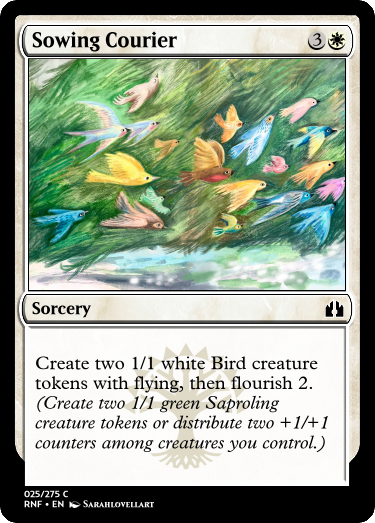 Sowing Courier 3
Sorcery
Create two 1/1 white Bird creature
tokens with flying, then flourish 2.
(Create two 1/1 green Saproling
creature tokens or distribute two +1/+1
counters among creatures you control.)
025/275 C
RNF • EN SARAHLOVELLART